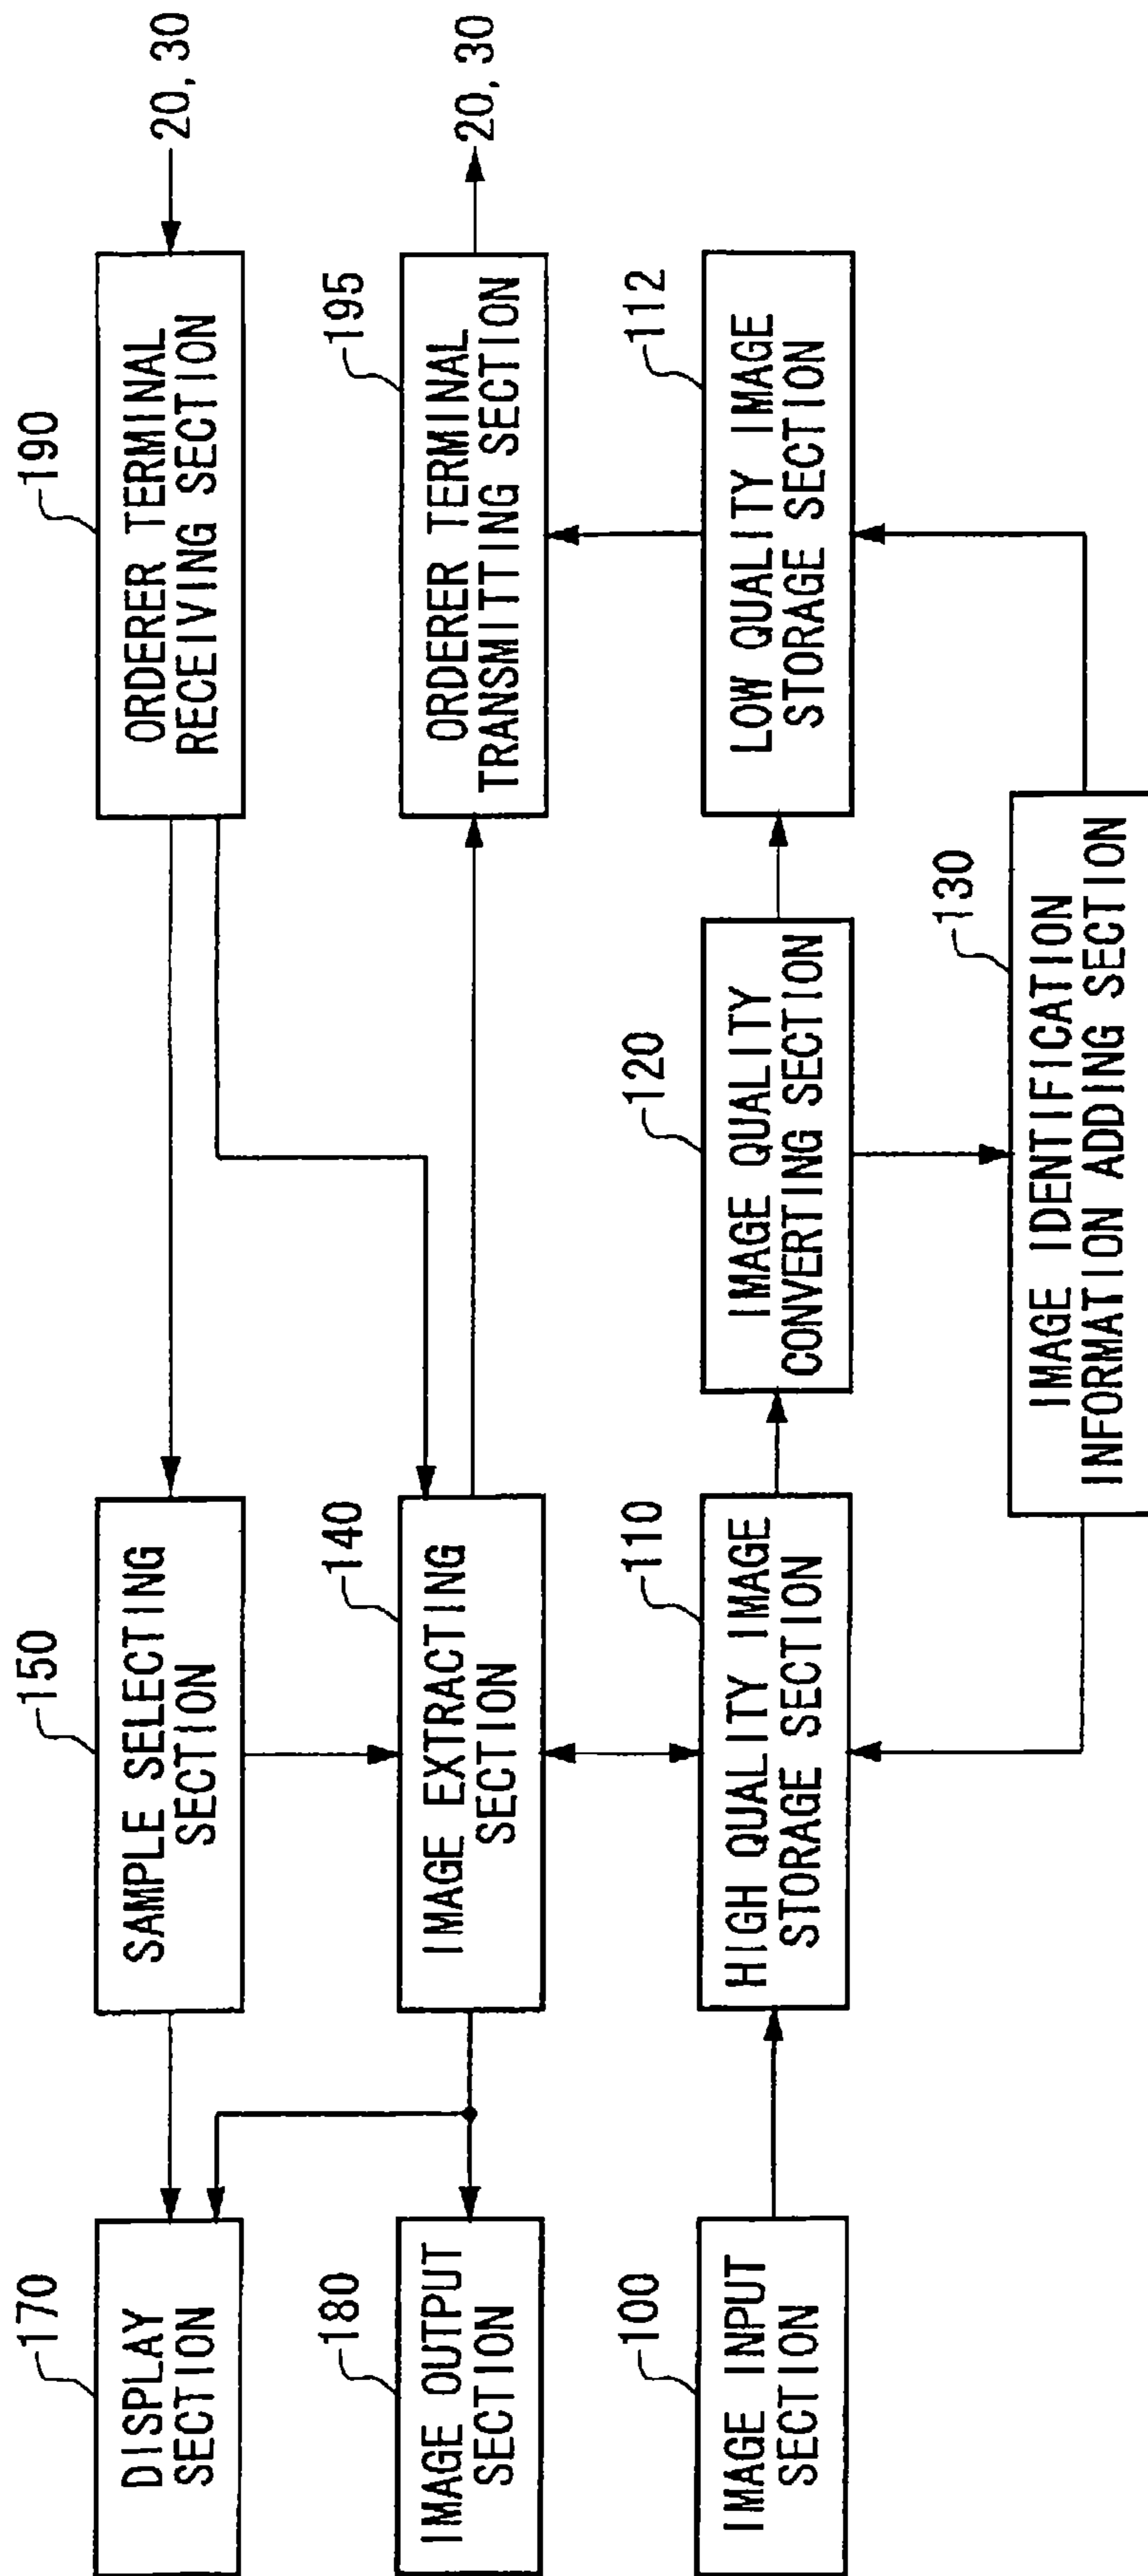 170
DISPLAY
SECTION
150
SAMPLE SELECTING
SECTION
190
ORDERER TERMINAL
RECEIVING SECTION
20, 30
180
IMAGE OUTPUT
SECTION
140
IMAGE EXTRACTING
SECTION
195
ORDERER TERMINAL
TRANSMITTING SECTION
20, 30
100
IMAGE INPUT
SECTION
110
HIGH QUALITY IMAGE
STORAGE SECTION
120
IMAGE QUALITY
CONVERTING SECTION
112
LOW QUALITY IMAGE
STORAGE SECTION
130
IMAGE IDENTIFICATION
INFORMATION ADDING SECTION